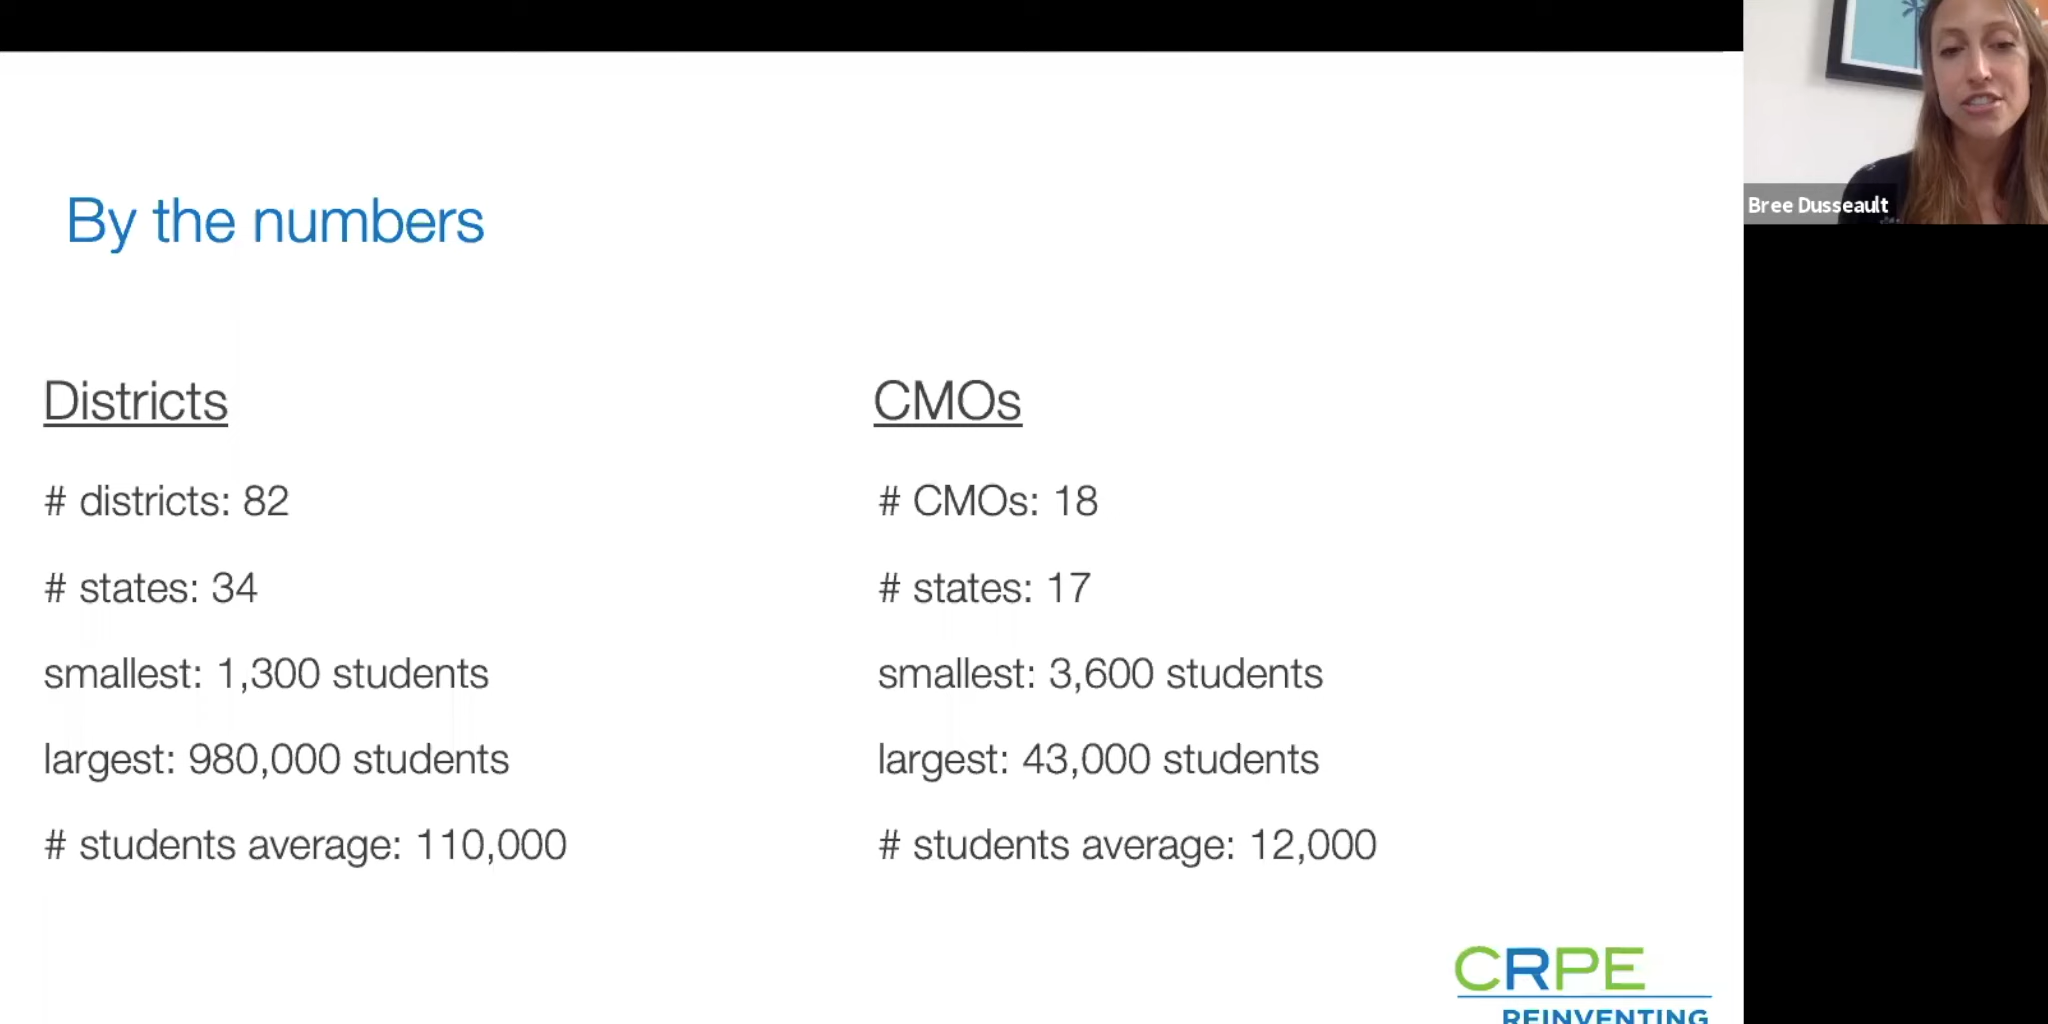 By the numbers
Bree Dusseault
Districts
# districts: 82
# states: 34
smallest: 1,300 students
largest: 980,000 students
# students average: 110,000
CMOs
# CMOs: 18
# states: 17
smallest: 3,600 students
largest: 43,000 students
# students average: 12,000
CRPE
REINVENTING